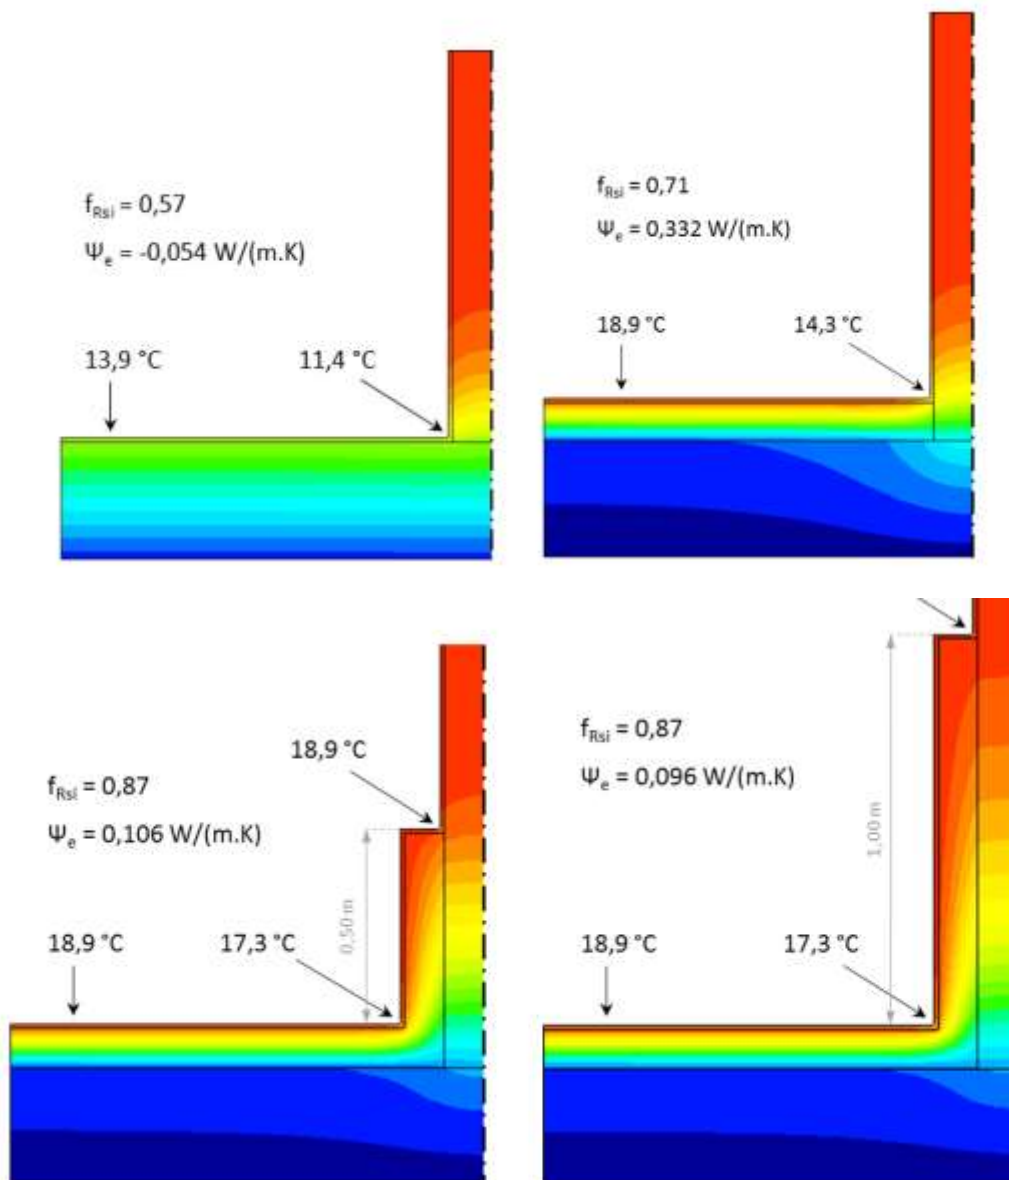 f_Rsi = 0,57
Ψ_e = -0,054 W/(m.K)
13,9 °C
11,4 °C
f_Rsi = 0,71
Ψ_e = 0,332 W/(m.K)
18,9 °C
14,3 °C
f_Rsi = 0,87
Ψ_e = 0,106 W/(m.K)
18,9 °C
0,50 m
18,9 °C
17,3 °C
f_Rsi = 0,87
Ψ_e = 0,096 W/(m.K)
1,00 m
18,9 °C
17,3 °C